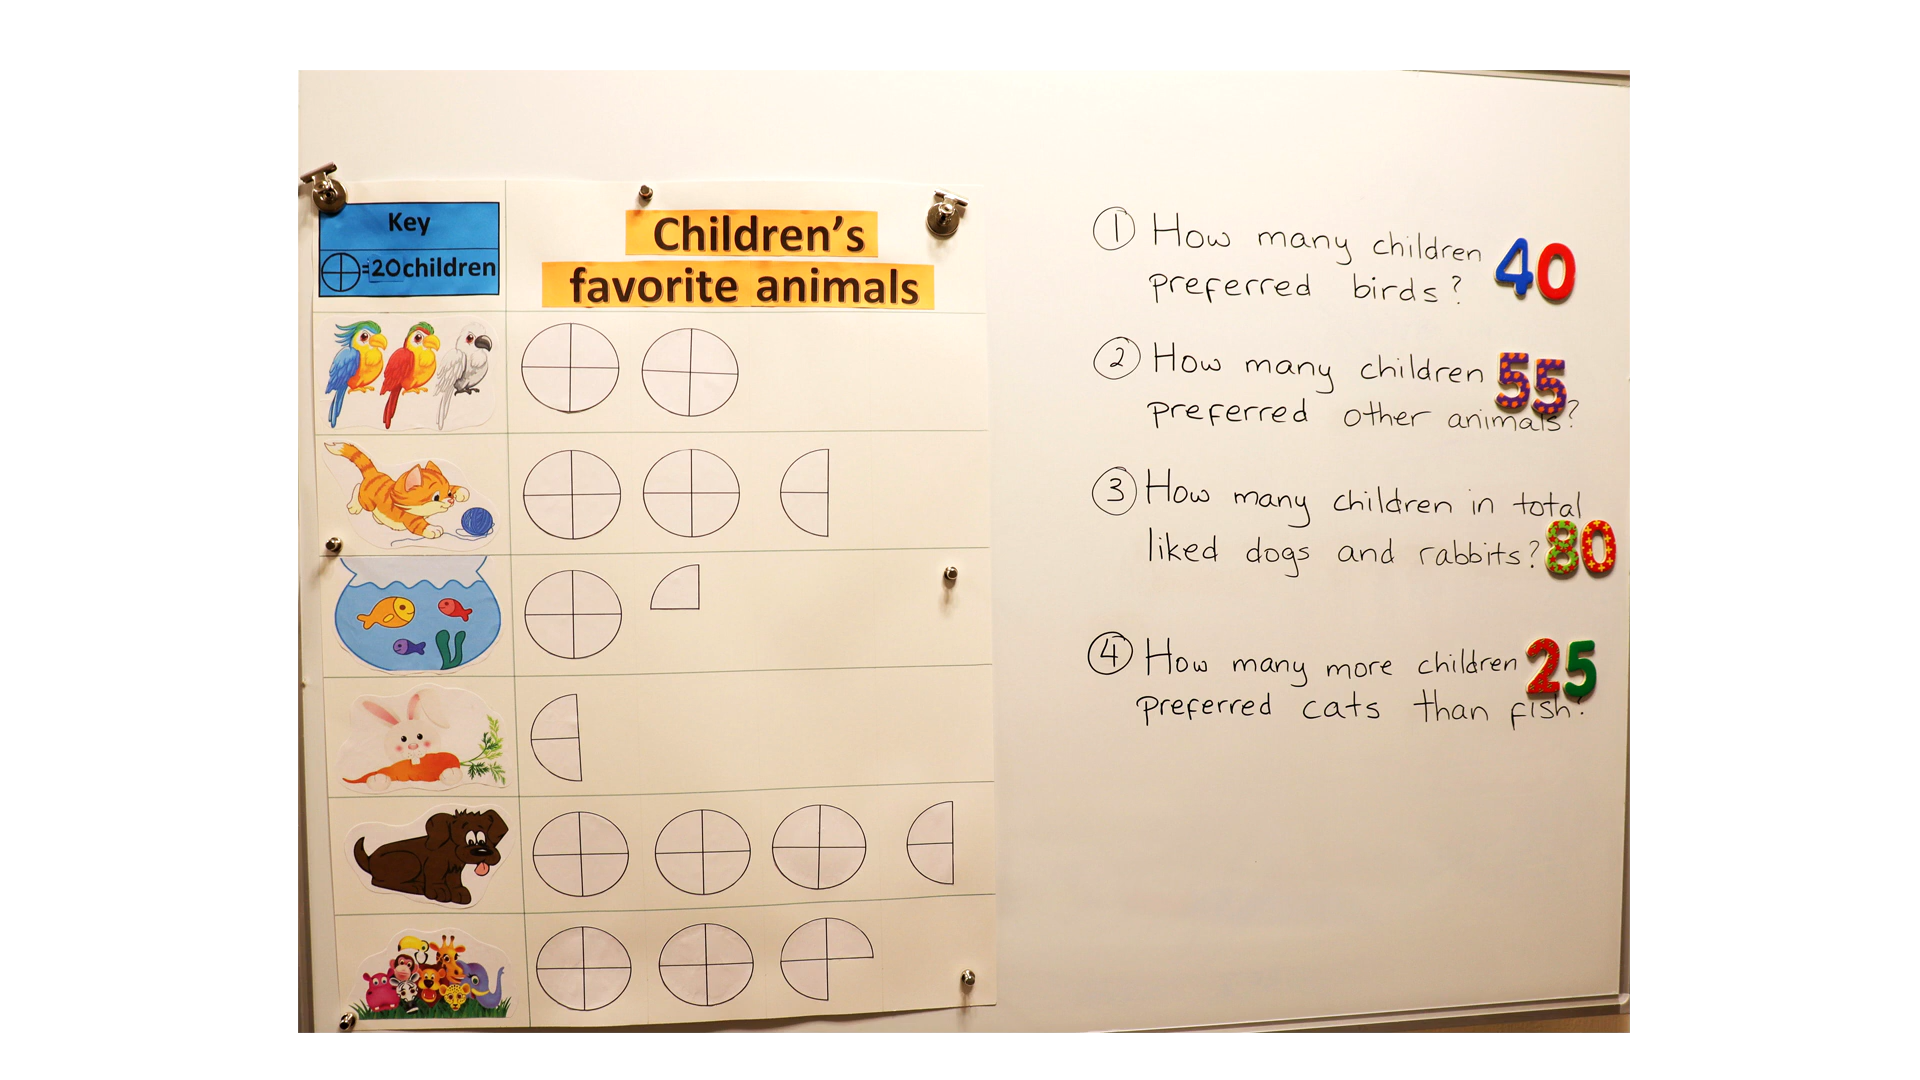 Key
=20children
Children's
favorite animals
1 How many children 40
preferred birds?
2 How many children 55
preferred other animals?
3 How many children in total
liked dogs and rabbits? 80
4 How many more children 25
preferred cats than fish?